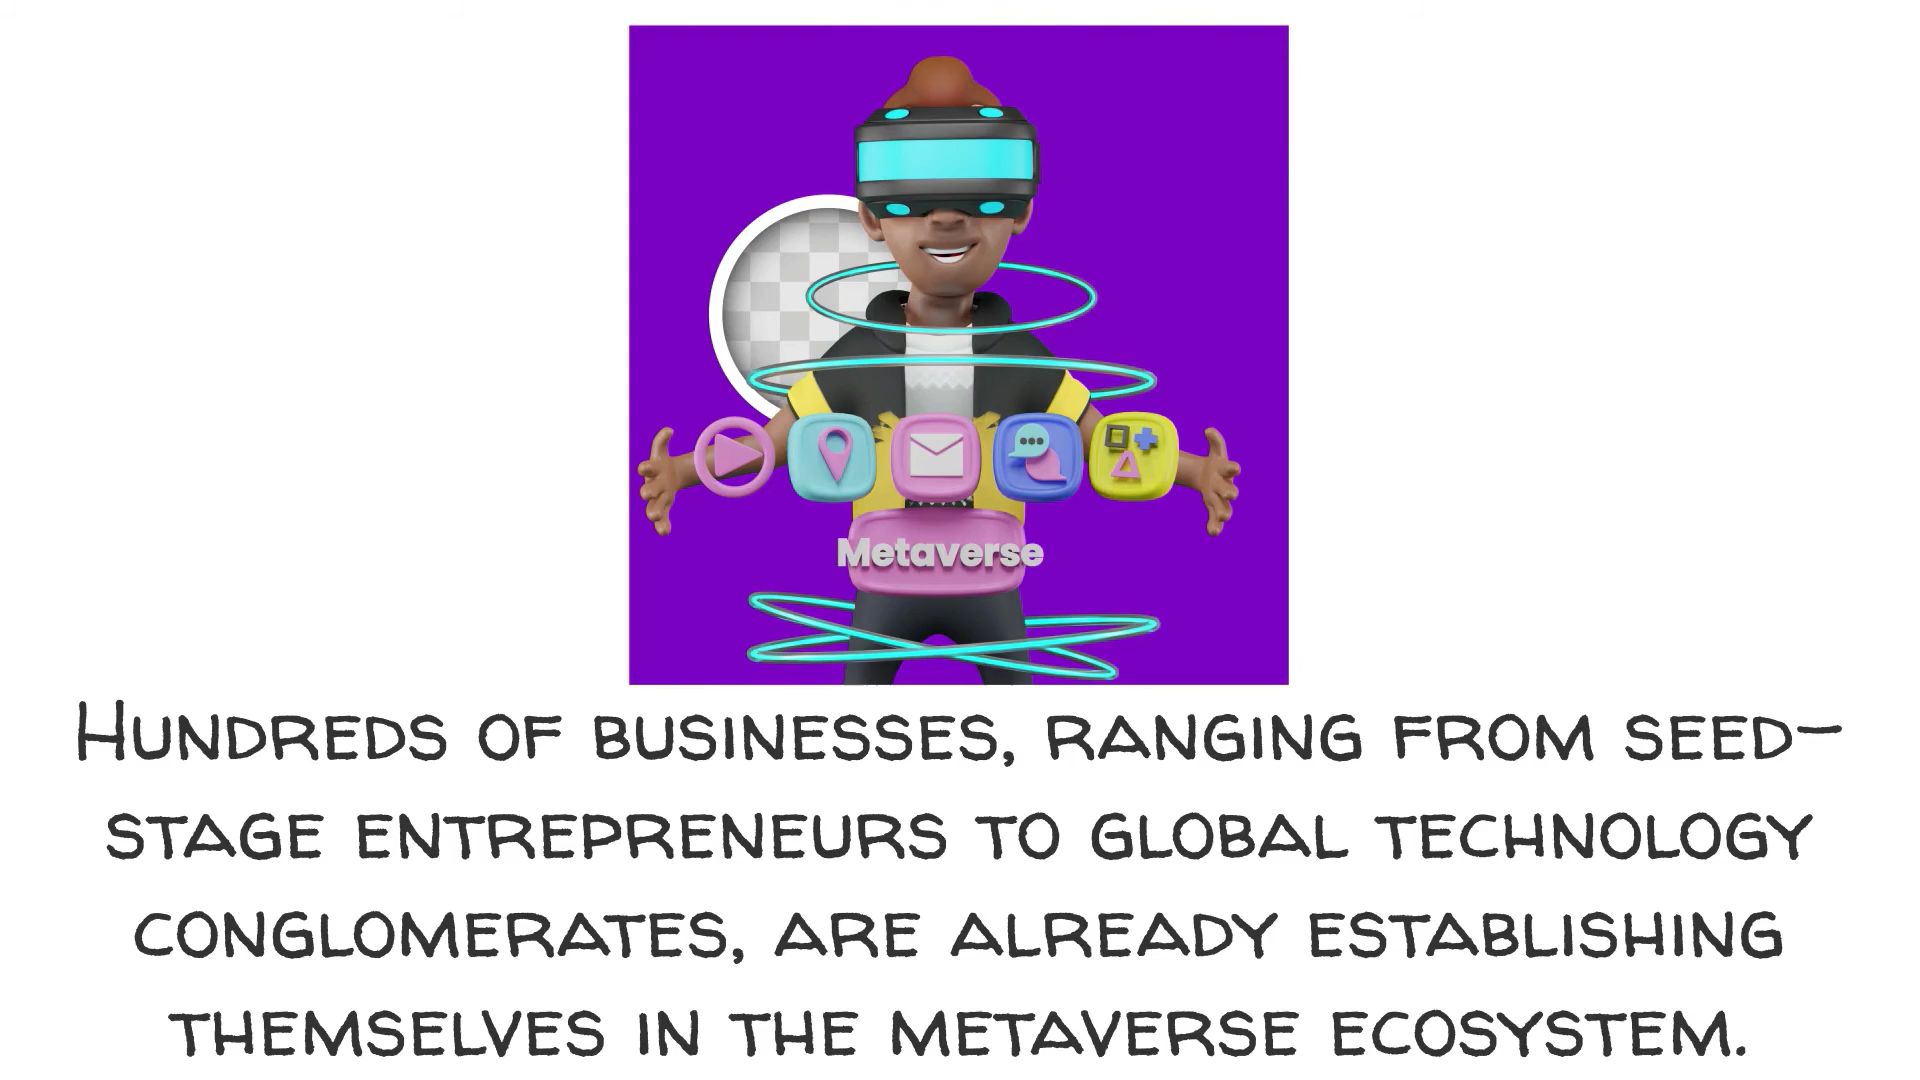 Metaverse
Hundreds of businesses, ranging from seed-
stage entrepreneurs to global technology
conglomerates, are already establishing
themselves in the metaverse ecosystem.